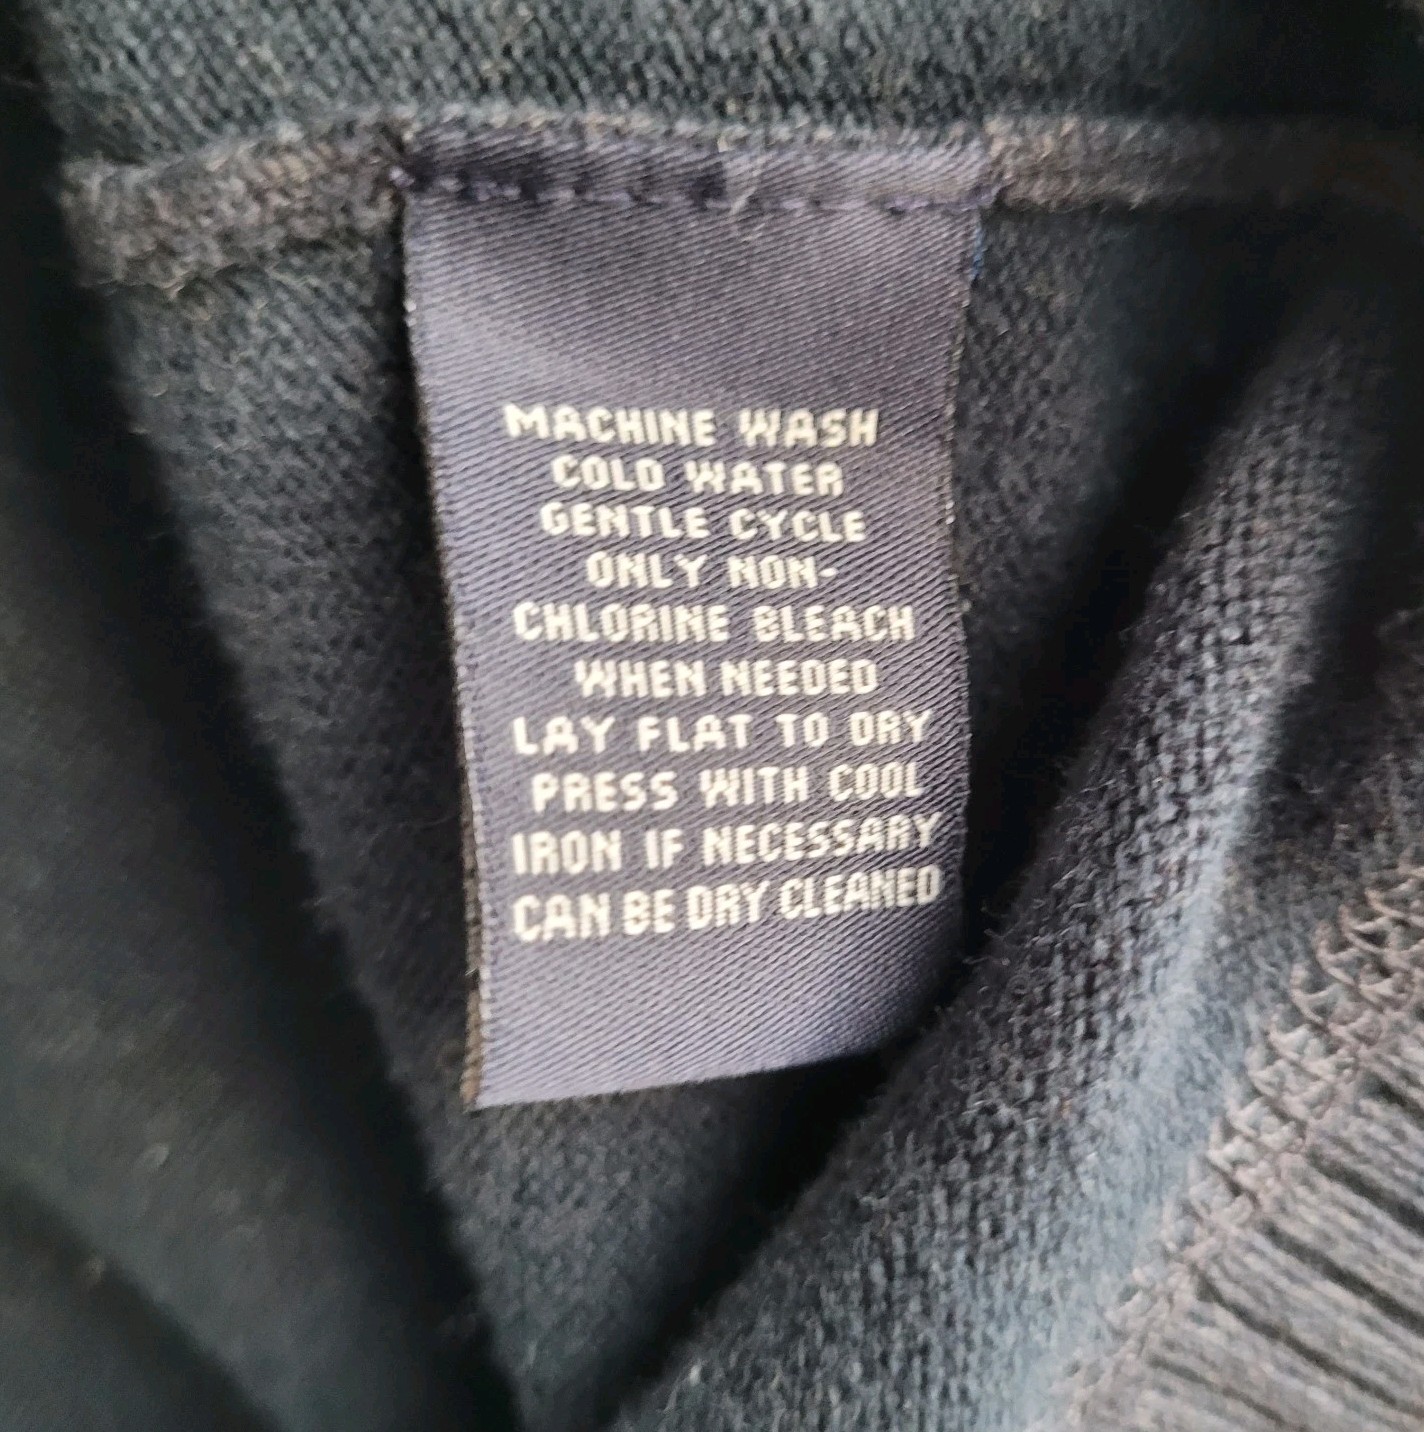 MACHINE WASH
COLD WATER
GENTLE CYCLE
ONLY NON-
CHLORINE BLEACH
WHEN NEEDED
LAY FLAT TO DRY
PRESS WITH COOL
IRON IF NECESSARY
CAN BE DRY CLEANED